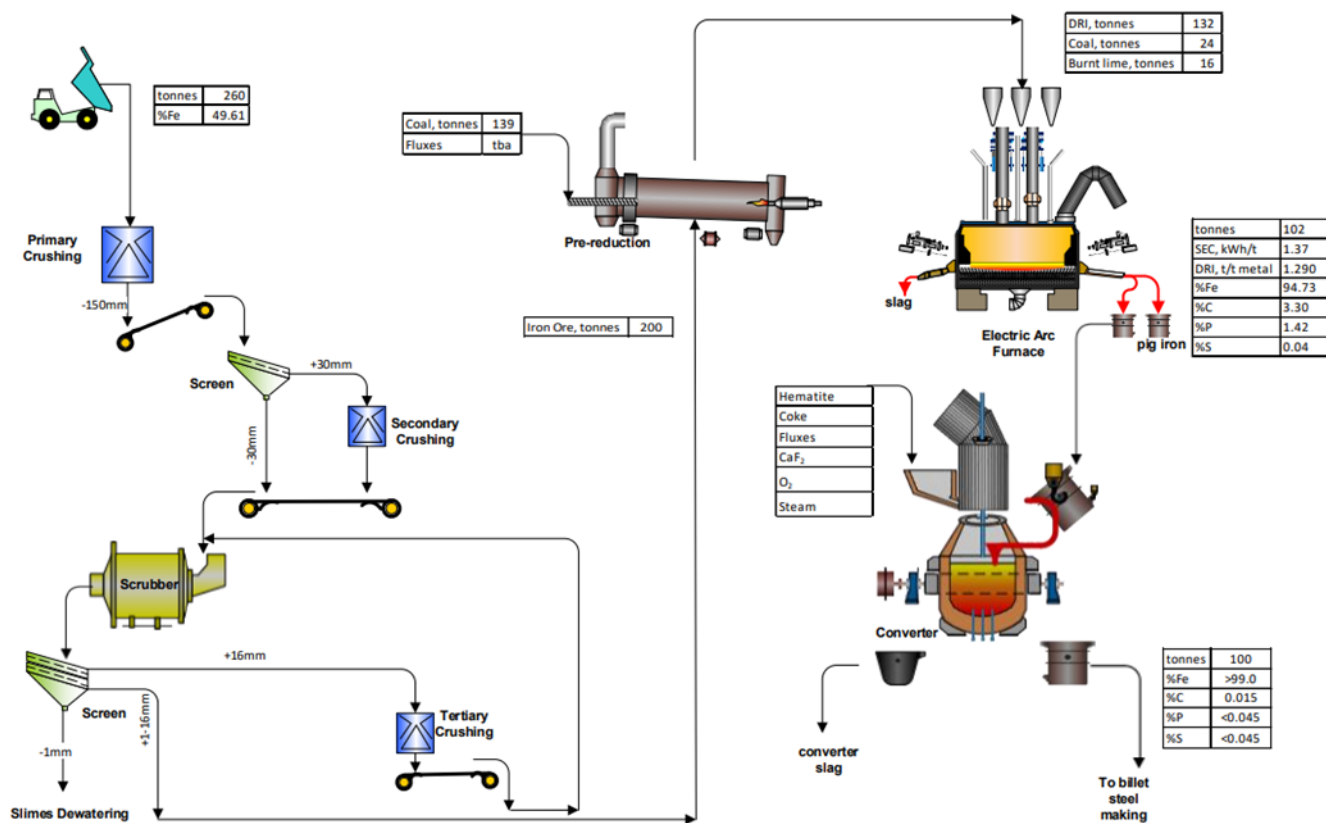 tonnes 260
%Fe 49.61
Primary
Crushing
-150mm
Screen
+30mm
-30mm
Secondary
Crushing
Scrubber
+16mm
Screen
+1-16mm
-1mm
Tertiary
Crushing
Slimes Dewatering
Coal, tonnes 139
Fluxes tba
Pre-reduction
Iron Ore, tonnes 200
DRI, tonnes 132
Coal, tonnes 24
Burnt lime, tonnes 16
slag
Electric Arc
Furnace
pig iron
tonnes 102
SEC, kWh/t 1.37
DRI, t/t metal 1.290
%Fe 94.73
%C 3.30
%P 1.42
%S 0.04
Hematite
Coke
Fluxes
CaF₂
O₂
Steam
Converter
converter
slag
tonnes 100
%Fe >99.0
%C 0.015
%P <0.045
%S <0.045
To billet
steel
making